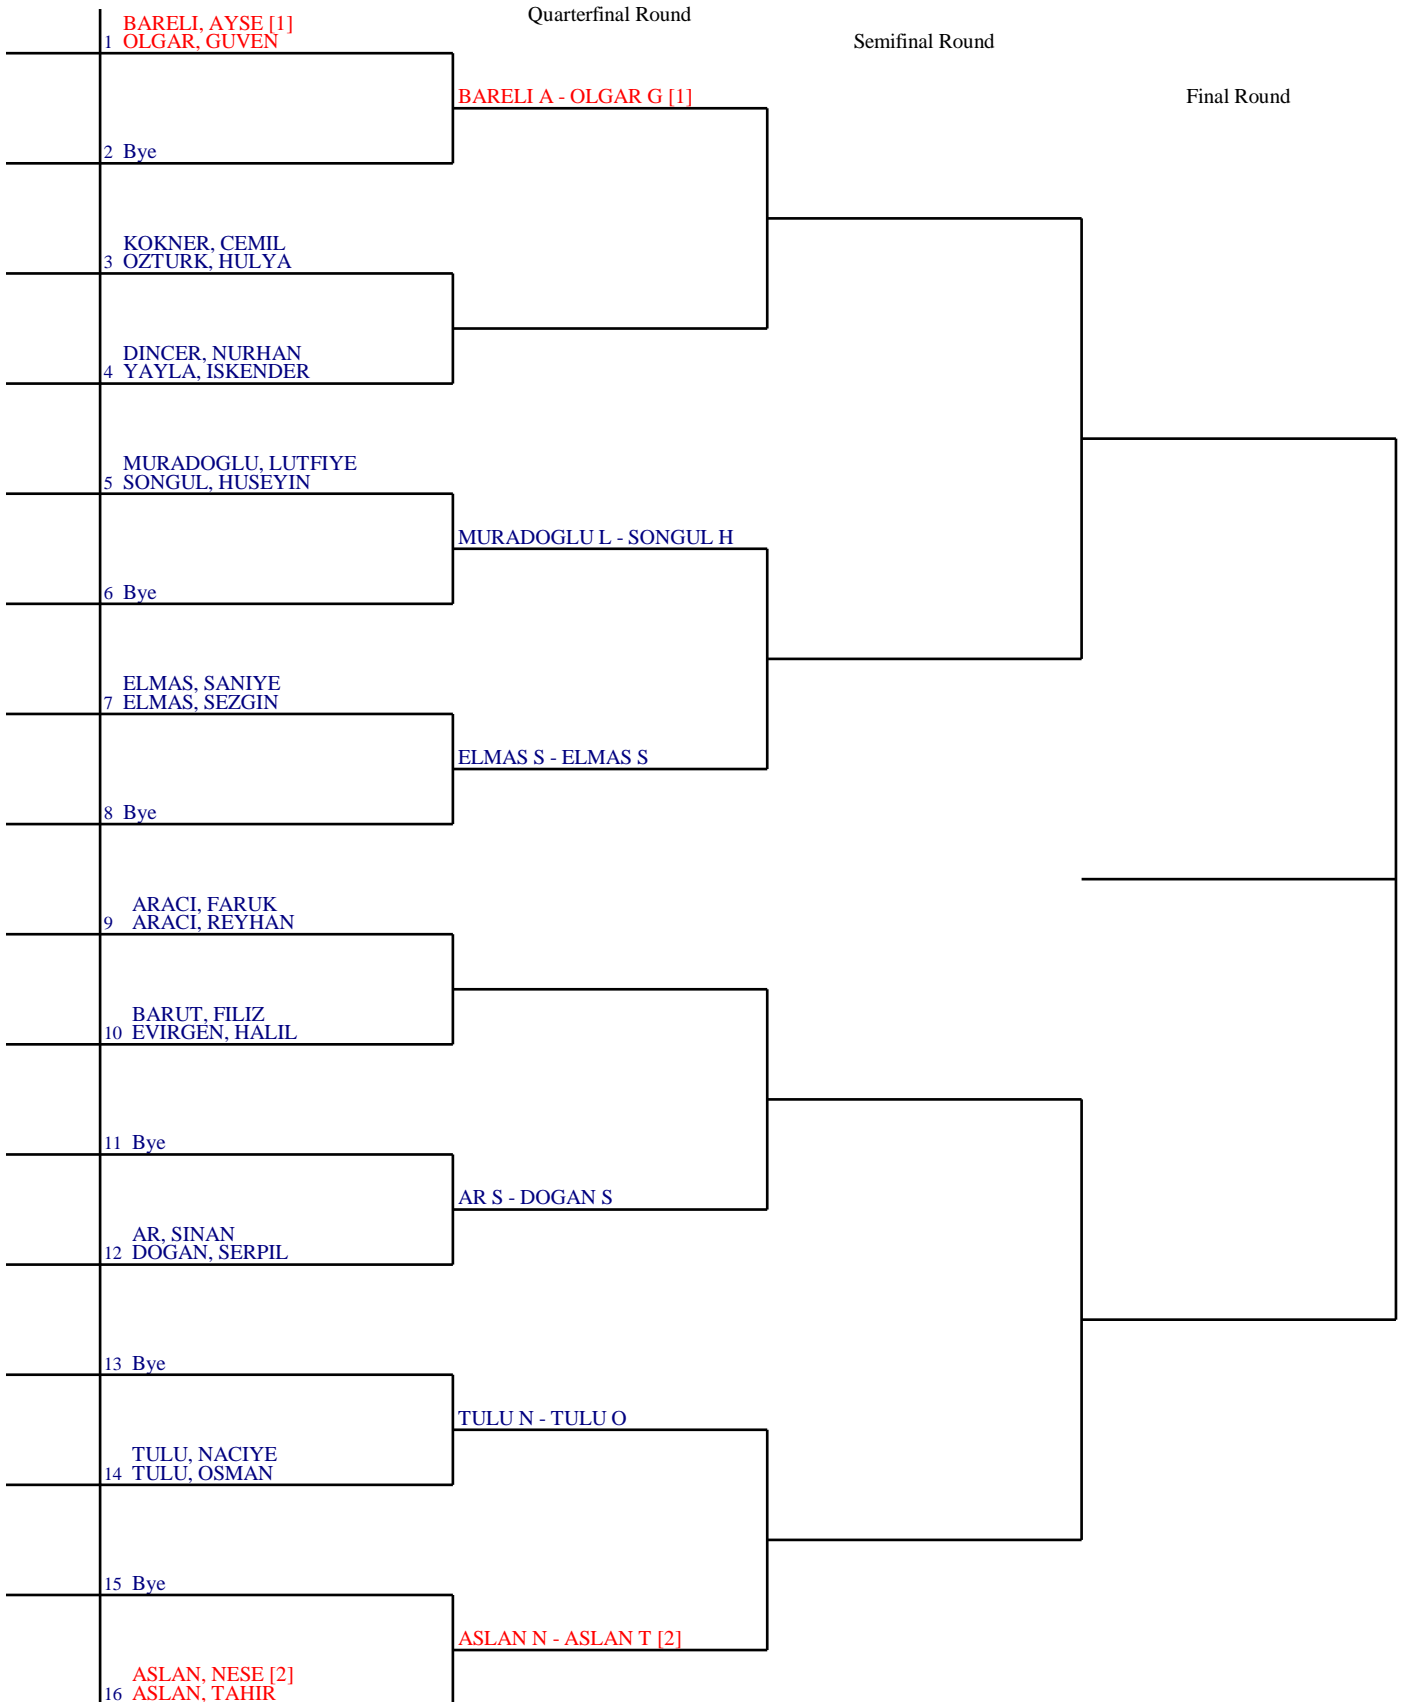 Quarterfinal Round
Semifinal Round
Final Round
BARELI, AYSE [1]
1 OLGAR, GUVEN
BARELI A - OLGAR G [1]
2 Bye
KOKNER, CEMIL
3 OZTURK, HULYA
DINCER, NURHAN
4 YAYLA, ISKENDER
MURADOGLU, LUTFIYE
5 SONGUL, HUSEYIN
MURADOGLU L - SONGUL H
6 Bye
ELMAS, SANIYE
7 ELMAS, SEZGIN
ELMAS S - ELMAS S
8 Bye
ARACI, FARUK
9 ARACI, REYHAN
BARUT, FILIZ
10 EVIRGEN, HALIL
11 Bye
AR S - DOGAN S
AR, SINAN
12 DOGAN, SERPIL
13 Bye
TULU N - TULU O
TULU, NACIYE
14 TULU, OSMAN
15 Bye
ASLAN N - ASLAN T [2]
ASLAN, NESE [2]
16 ASLAN, TAHIR